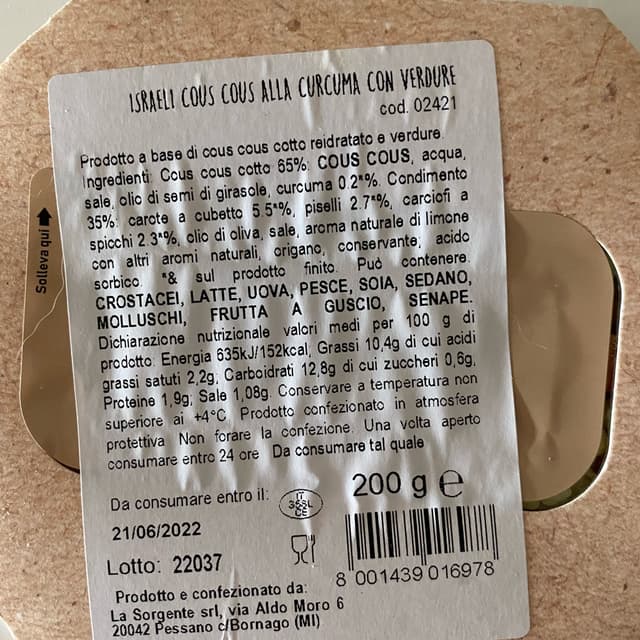 ISRAELI COUS COUS ALLA CURCUMA CON VERDURE
cod. 02421
Prodotto a base di cous cous cotto reidratato e verdure.
Ingredienti: Cous cous cotto 65%: COUS COUS, acqua,
sale, olio di semi di girasole, curcuma 0.2*%. Condimento
35%: carote a cubetto 5.5*%, piselli 2.7*%, carciofi a
spicchi 2.3*%, olio di oliva, sale, aroma naturale di limone
con altri aromi naturali, origano, conservante; acido
sorbico. *& sul prodotto finito. Può contenere:
CROSTACEI, LATTE, UOVA, PESCE, SOIA, SEDANO,
MOLLUSCHI, FRUTTA A GUSCIO, SENAPE.
Dichiarazione nutrizionale valori medi per 100 g di
prodotto: Energia 635kJ/152kcal; Grassi 10,4g di cui acidi
grassi satuti 2,2g; Carboidrati 12,8g di cui zuccheri 0,6g;
Proteine 1,9g; Sale 1,08g. Conservare a temperatura non
superiore ai +4°C. Prodotto confezionato in atmosfera
protettiva. Non forare la confezione. Una volta aperto
consumare entro 24 ore. Da consumare tal quale
Solleva qui
Da consumare entro il:
21/06/2022
IT
CE
200 g e
Lotto: 22037
8 001439 016978
Prodotto e confezionato da:
La Sorgente srl, via Aldo Moro 6
20042 Pessano c/Bornago (MI)